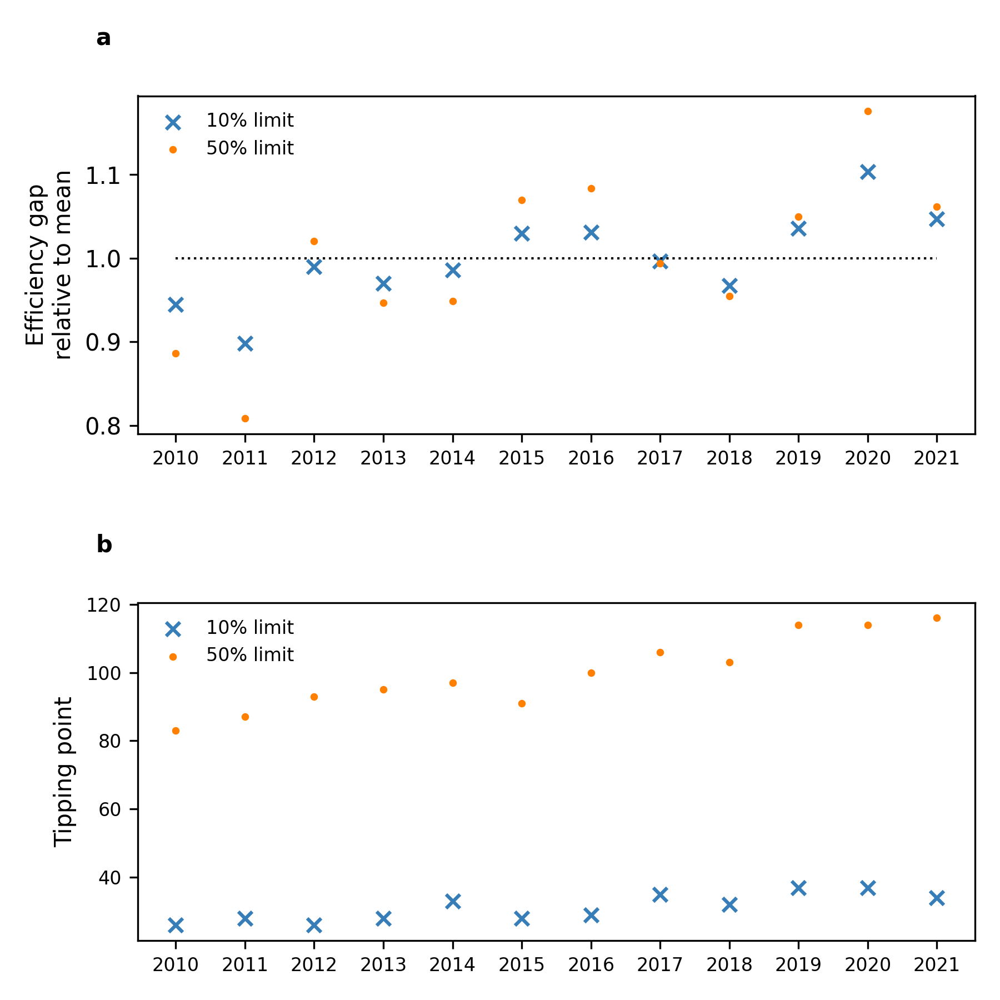 a
Efficiency gap
relative to mean
10% limit
50% limit
1.1
1.0
0.9
0.8
2010 2011 2012 2013 2014 2015 2016 2017 2018 2019 2020 2021
b
Tipping point
10% limit
50% limit
120
100
80
60
40
2010 2011 2012 2013 2014 2015 2016 2017 2018 2019 2020 2021